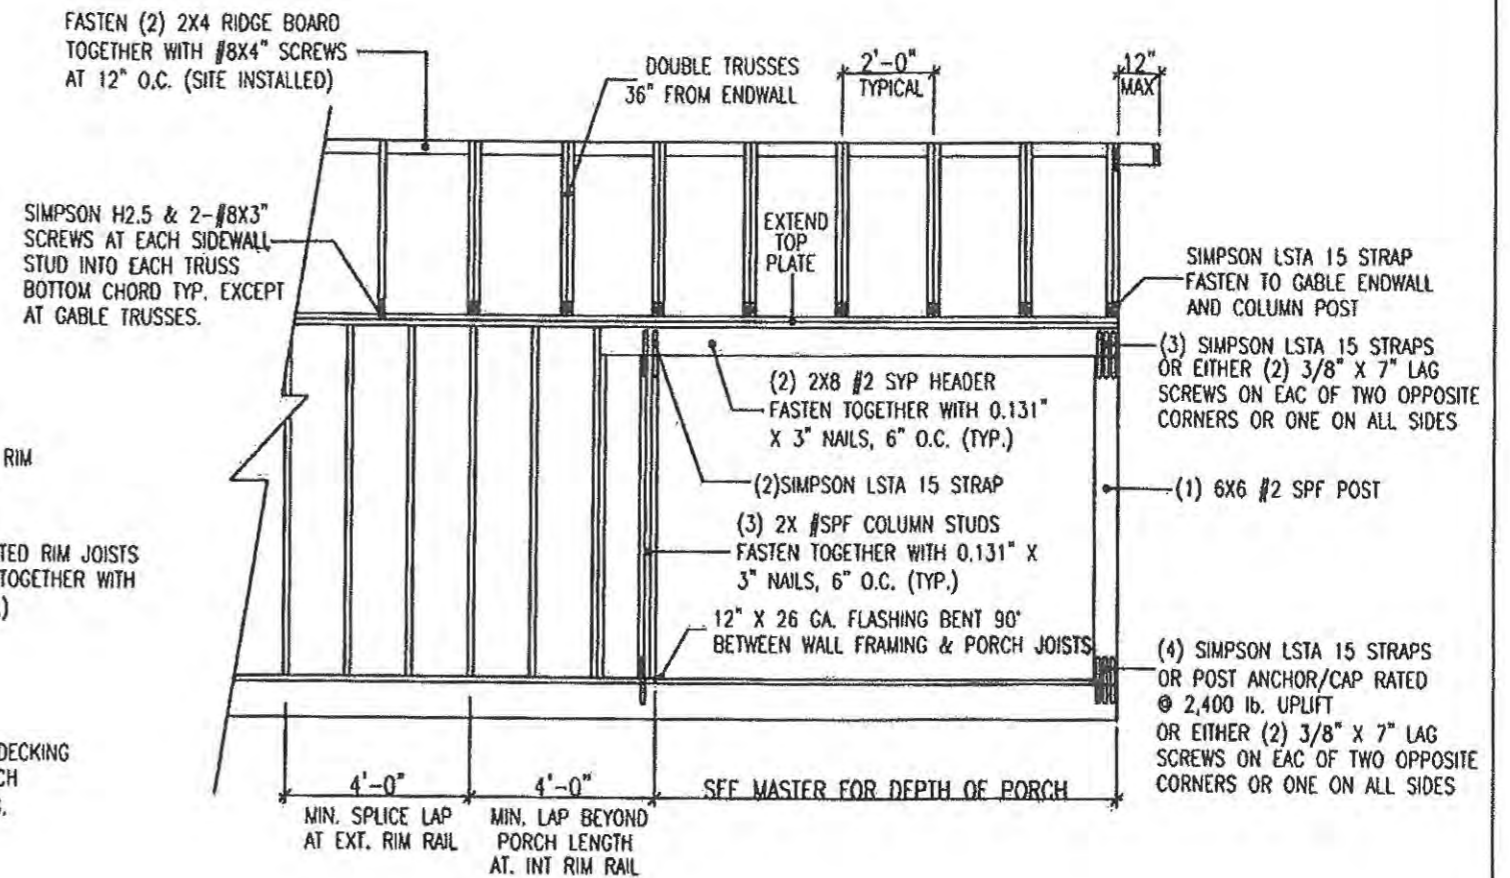 FASTEN (2) 2X4 RIDGE BOARD
TOGETHER WITH #8X4" SCREWS
AT 12" O.C. (SITE INSTALLED)
DOUBLE TRUSSES
36" FROM ENDWALL
2'-0"
TYPICAL
12"
MAX
SIMPSON H2.5 & 2-#8X3"
SCREWS AT EACH SIDEWALL
STUD INTO EACH TRUSS
BOTTOM CHORD TYP. EXCEPT
AT GABLE TRUSSES.
EXTEND
TOP
PLATE
SIMPSON LSTA 15 STRAP
FASTEN TO GABLE ENDWALL
AND COLUMN POST
(3) SIMPSON LSTA 15 STRAPS
OR EITHER (2) 3/8" X 7" LAG
SCREWS ON EAC OF TWO OPPOSITE
CORNERS OR ONE ON ALL SIDES
(2) 2X8 #2 SYP HEADER
FASTEN TOGETHER WITH 0.131"
X 3" NAILS, 6" O.C. (TYP.)
RIM
(2)SIMPSON LSTA 15 STRAP
(1) 6X6 #2 SPF POST
(3) 2X #SPF COLUMN STUDS
FASTEN TOGETHER WITH 0.131" X
3" NAILS, 6" O.C. (TYP.)
TED RIM JOISTS
TOGETHER WITH
.)
12" X 26 GA. FLASHING BENT 90°
BETWEEN WALL FRAMING & PORCH JOISTS
(4) SIMPSON LSTA 15 STRAPS
OR POST ANCHOR/CAP RATED
@ 2,400 lb. UPLIFT
OR EITHER (2) 3/8" X 7" LAG
SCREWS ON EAC OF TWO OPPOSITE
CORNERS OR ONE ON ALL SIDES
DECKING
CH
4'-0"
MIN. SPLICE LAP
AT EXT. RIM RAIL
4'-0"
MIN. LAP BEYOND
PORCH LENGTH
AT. INT RIM RAIL
SEE MASTER FOR DEPTH OF PORCH